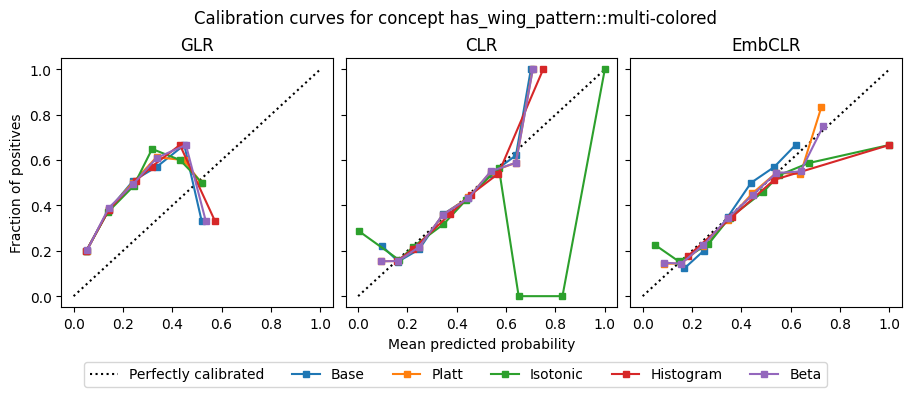 Calibration curves for concept has_wing_pattern::multi-colored
GLR
CLR
EmbCLR
Fraction of positives
1.0
0.8
0.6
0.4
0.2
0.0
0.0 0.2 0.4 0.6 0.8 1.0
0.0 0.2 0.4 0.6 0.8 1.0
0.0 0.2 0.4 0.6 0.8 1.0
Mean predicted probability
Perfectly calibrated Base Platt Isotonic Histogram Beta